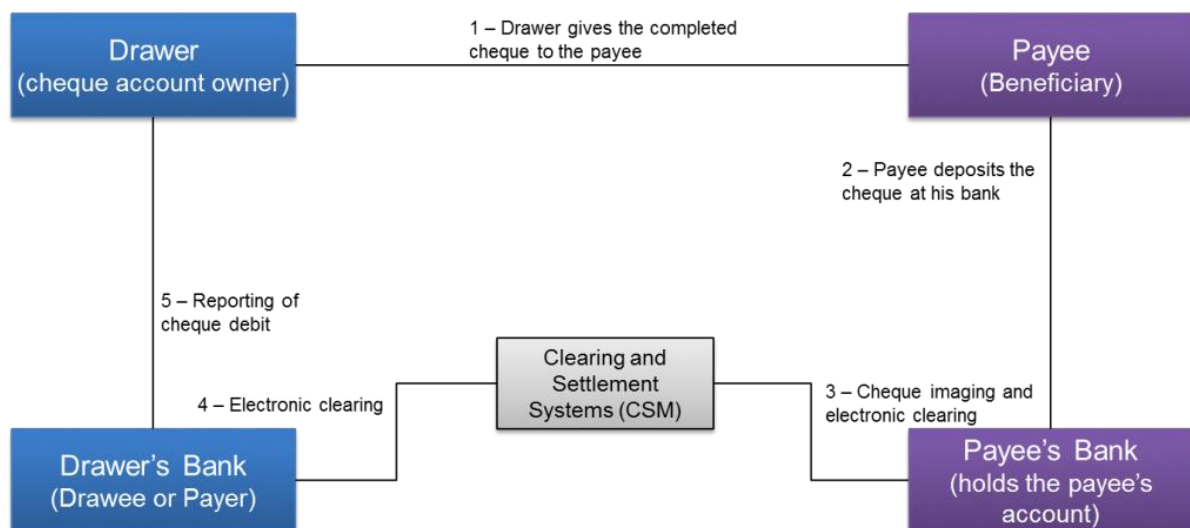 Drawer
(cheque account owner)
1 – Drawer gives the completed
cheque to the payee
Payee
(Beneficiary)
2 – Payee deposits the
cheque at his bank
5 – Reporting of
cheque debit
Clearing and
Settlement
Systems (CSM)
4 – Electronic clearing
3 – Cheque imaging and
electronic clearing
Drawer's Bank
(Drawee or Payer)
Payee's Bank
(holds the payee's
account)